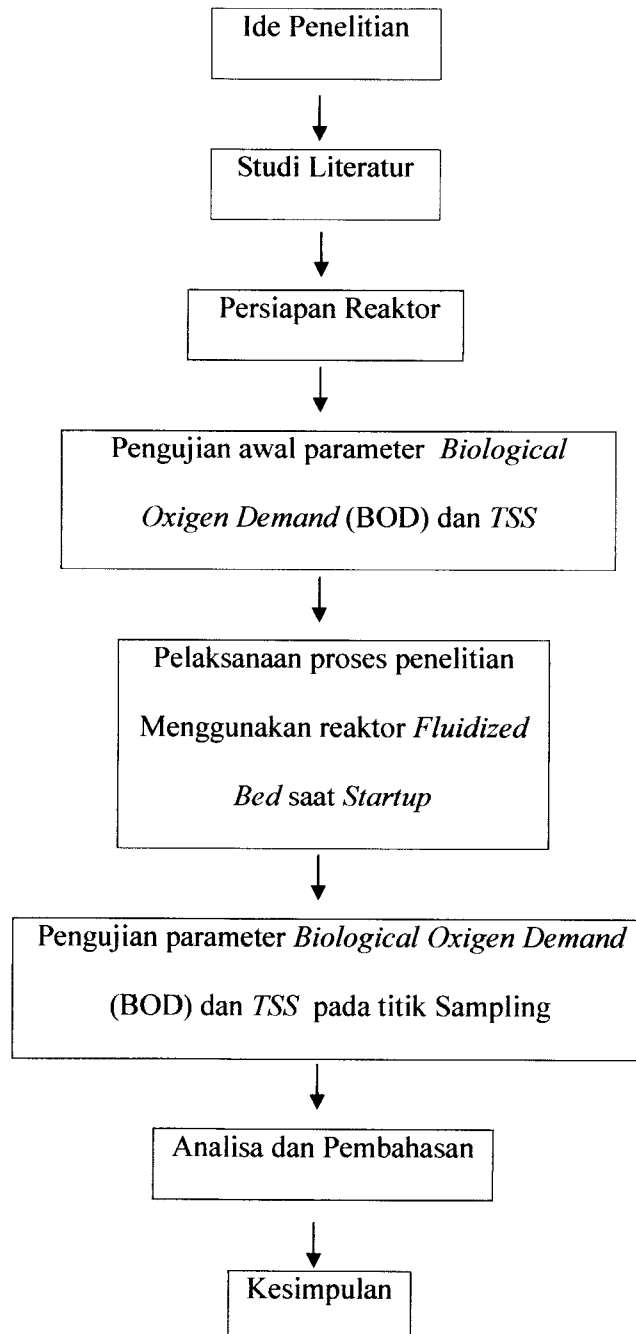 Ide Penelitian
Studi Literatur
Persiapan Reaktor
Pengujian awal parameter Biological
Oxigen Demand (BOD) dan TSS
Pelaksanaan proses penelitian
Menggunakan reaktor Fluidized
Bed saat Startup
Pengujian parameter Biological Oxigen Demand
(BOD) dan TSS pada titik Sampling
Analisa dan Pembahasan
Kesimpulan